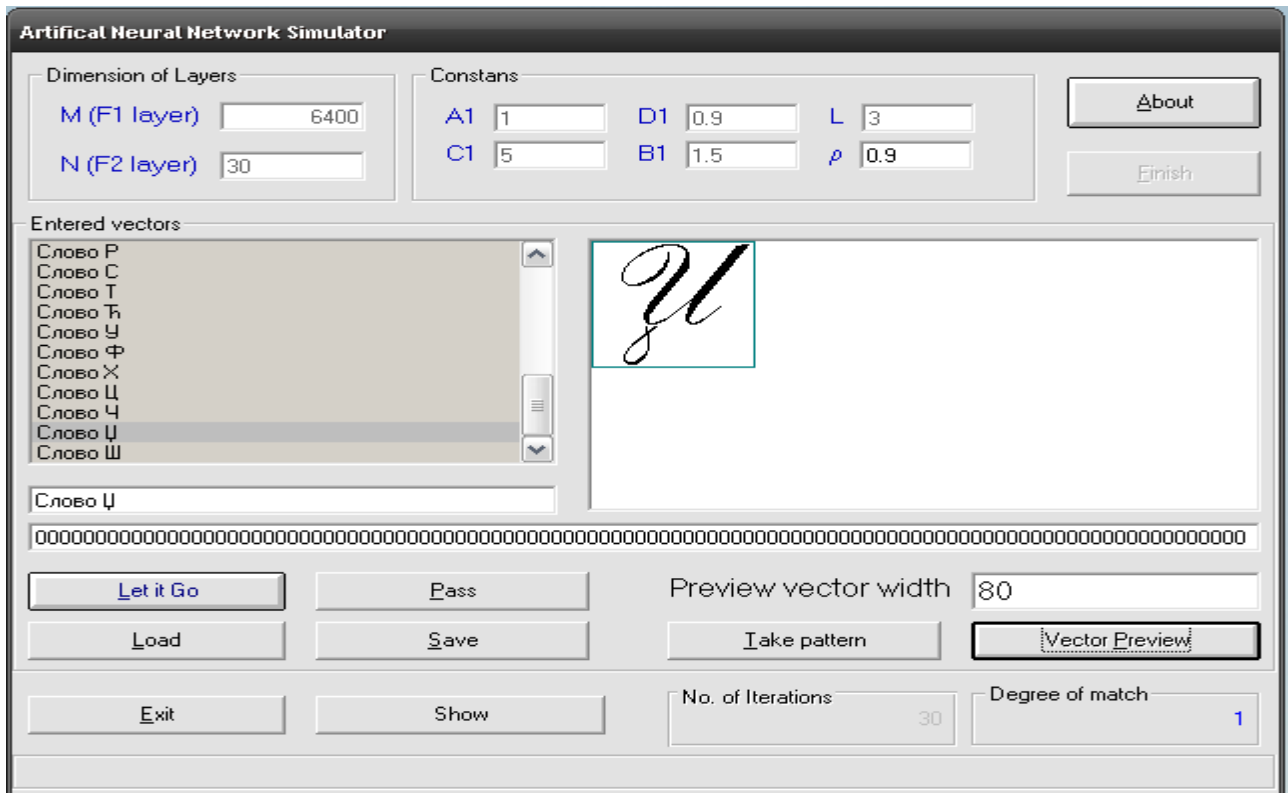 Artifical Neural Network Simulator
Dimension of Layers
M (F1 layer) 6400
N (F2 layer) 30
Constans
A1 1 D1 0.9 L 3
C1 5 B1 1.5 ρ 0.9
About
Finish
Entered vectors
Слово Р
Слово С
Слово Т
Слово Ћ
Слово У
Слово Ф
Слово Х
Слово Ц
Слово Ч
Слово Џ
Слово Ш
Џ
Слово Џ
Let it Go Pass Preview vector width 80
Load Save Take pattern Vector Preview
Exit Show
No. of Iterations
30
Degree of match
1